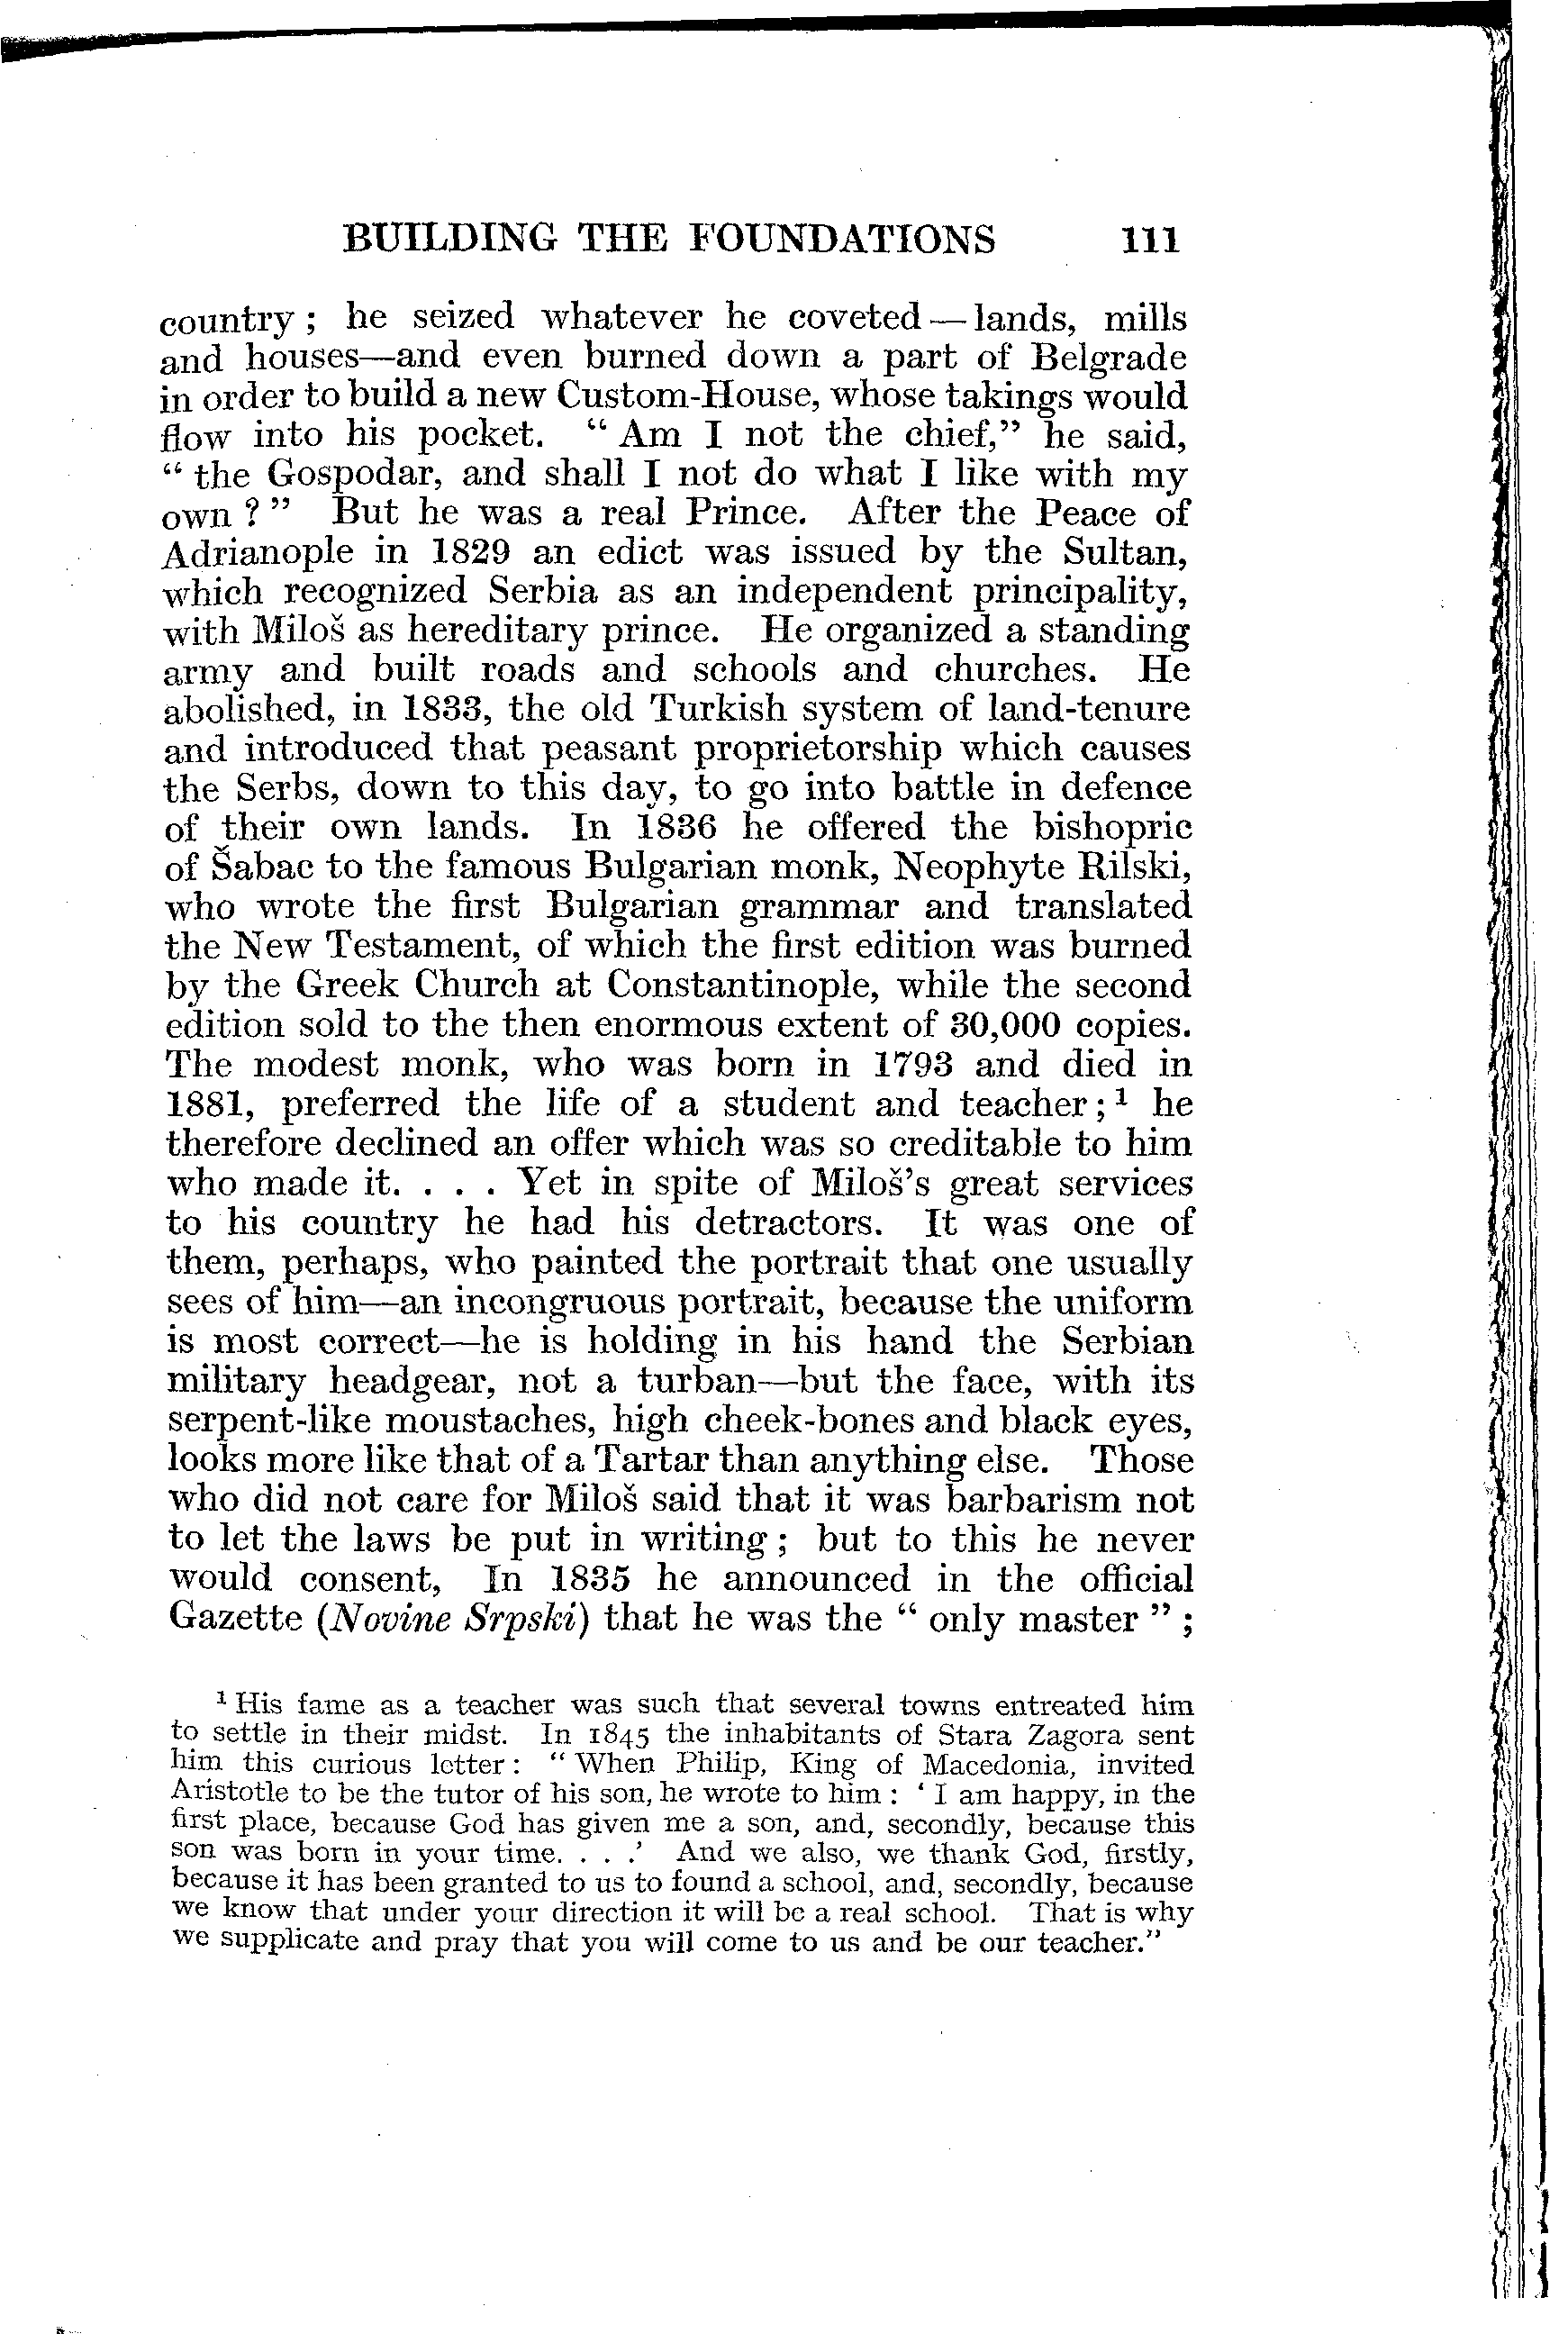 BUILDING THE FOUNDATIONS 111
country ; he seized whatever he coveted — lands, mills
and houses—and even burned down a part of Belgrade
in order to build a new Custom-House, whose takings would
flow into his pocket. “ Am I not the chief,” he said,
“ the Gospodar, and shall I not do what I like with my
own ? ” But he was a real Prince. After the Peace of
Adrianople in 1829 an edict was issued by the Sultan,
which recognized Serbia as an independent principality,
with Miloš as hereditary prince. He organized a standing
army and built roads and schools and churches. He
abolished, in 1833, the old Turkish system of land-tenure
and introduced that peasant proprietorship which causes
the Serbs, down to this day, to go into battle in defence
of their own lands. In 1836 he offered the bishopric
of Šabac to the famous Bulgarian monk, Neophyte Rilski,
who wrote the first Bulgarian grammar and translated
the New Testament, of which the first edition was burned
by the Greek Church at Constantinople, while the second
edition sold to the then enormous extent of 30,000 copies.
The modest monk, who was born in 1793 and died in
1881, preferred the life of a student and teacher ; ¹ he
therefore declined an offer which was so creditable to him
who made it. . . . Yet in spite of Miloš’s great services
to his country he had his detractors. It was one of
them, perhaps, who painted the portrait that one usually
sees of him—an incongruous portrait, because the uniform
is most correct—he is holding in his hand the Serbian
military headgear, not a turban—but the face, with its
serpent-like moustaches, high cheek-bones and black eyes,
looks more like that of a Tartar than anything else. Those
who did not care for Miloš said that it was barbarism not
to let the laws be put in writing ; but to this he never
would consent, In 1835 he announced in the official
Gazette (Novine Srpski) that he was the “ only master ” ;
¹ His fame as a teacher was such that several towns entreated him
to settle in their midst. In 1845 the inhabitants of Stara Zagora sent
him this curious letter : “ When Philip, King of Macedonia, invited
Aristotle to be the tutor of his son, he wrote to him : ‘ I am happy, in the
first place, because God has given me a son, and, secondly, because this
son was born in your time. . . .’ And we also, we thank God, firstly,
because it has been granted to us to found a school, and, secondly, because
we know that under your direction it will be a real school. That is why
we supplicate and pray that you will come to us and be our teacher.”